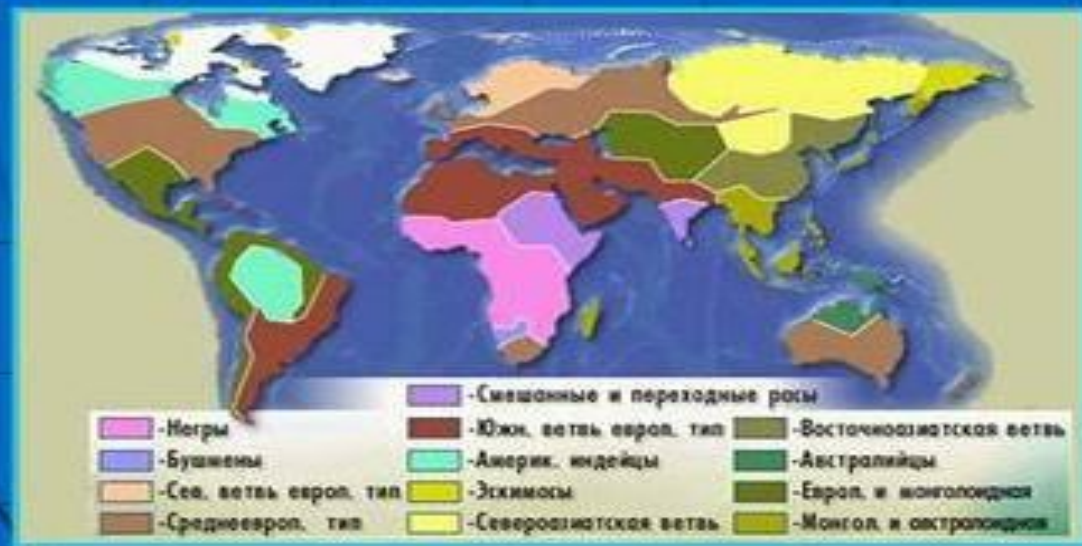 -Смешанные и переходные расы
-Негры -Южн. ветвь европ. тип -Восточноазиатская ветвь
-Бушмены -Америк. индейцы -Австралийцы
-Сев. ветвь европ. тип -Эскимосы -Европ. и монголоидная
-Среднеевроп. тип -Североазиатская ветвь -Монгол. и австралоидная